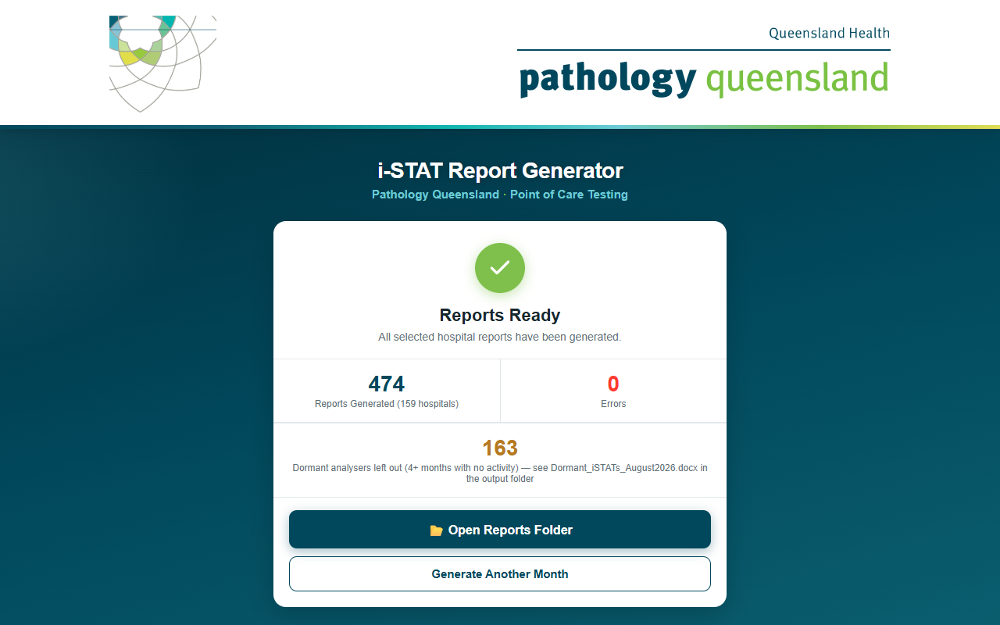 Queensland Health
pathology queensland
i-STAT Report Generator
Pathology Queensland · Point of Care Testing
Reports Ready
All selected hospital reports have been generated.
474
Reports Generated (159 hospitals)
0
Errors
163
Dormant analysers left out (4+ months with no activity) — see Dormant_iSTATs_August2026.docx in
the output folder
Open Reports Folder
Generate Another Month